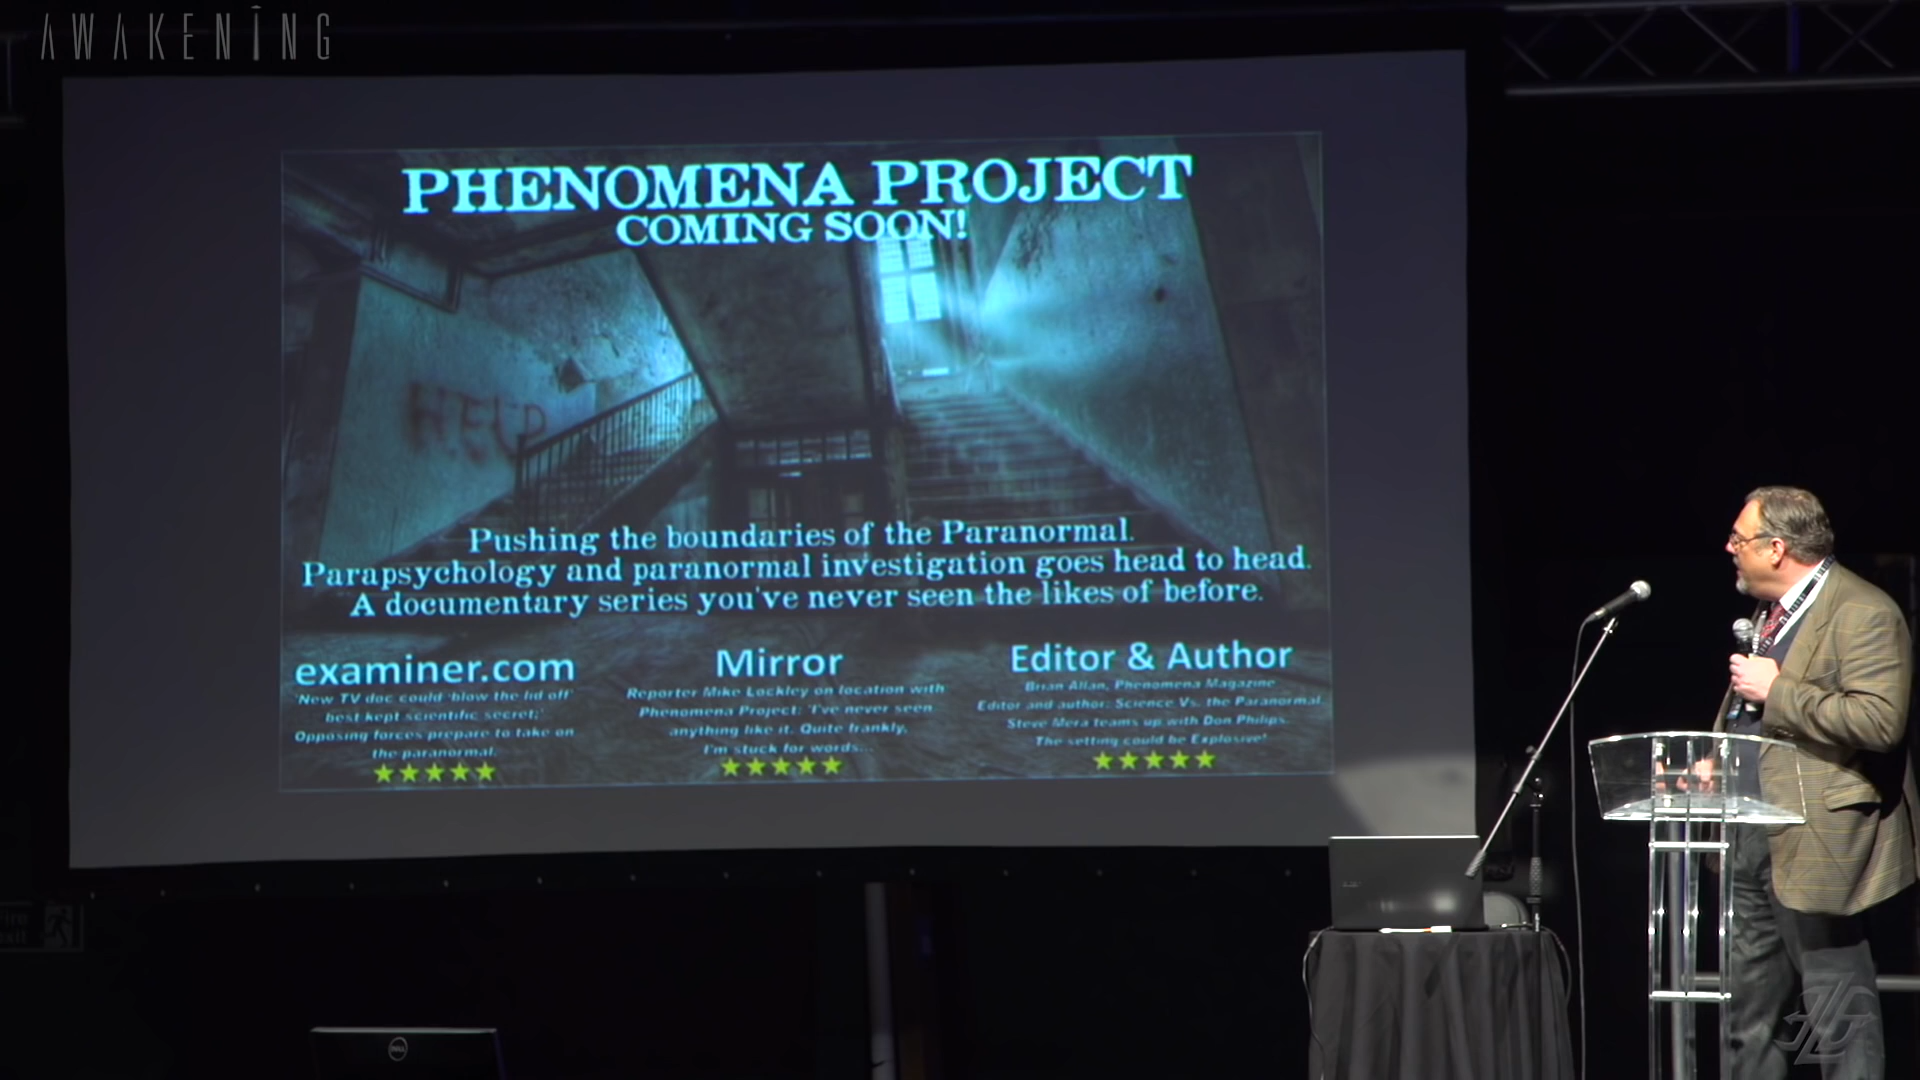 AWAKENING
PHENOMENA PROJECT
COMING SOON!
HELP
Pushing the boundaries of the Paranormal.
Parapsychology and paranormal investigation goes head to head.
A documentary series you've never seen the likes of before.
examiner.com
'New TV doc could 'blow the lid off'
best kept scientific secret;'
Opposing forces prepare to take on
the paranormal.
Mirror
Reporter Mike Lockley on location with
Phenomena Project: 'I've never seen
anything like it. Quite frankly,
I'm stuck for words...
Editor & Author
Brian Allan, Phenomena Magazine
Editor and author: Science Vs. the Paranormal.
Steve Mera teams up with Don Philips.
The setting could be Explosive!
Fire
exit
DELL